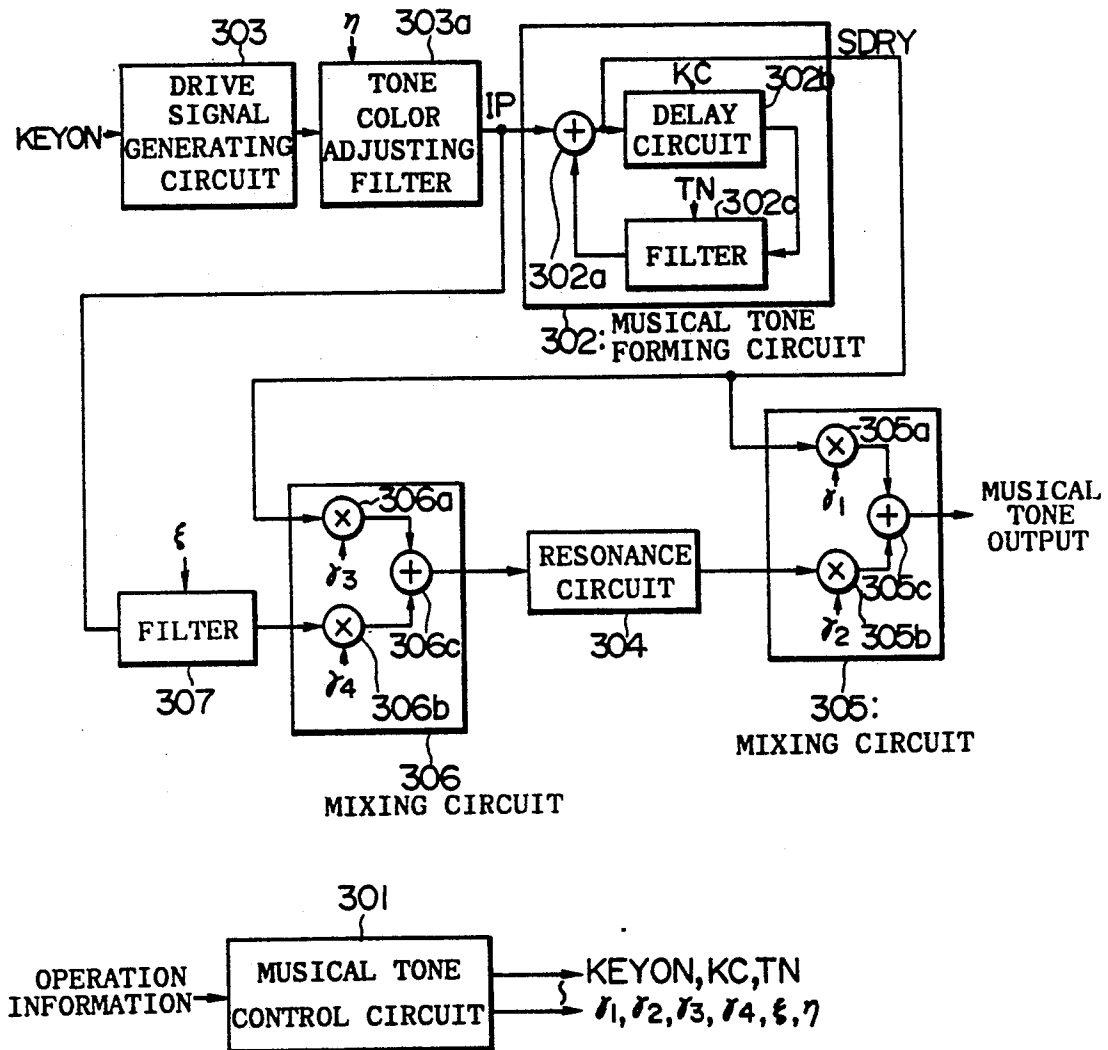 303
303a
η
DRIVE
SIGNAL
GENERATING
CIRCUIT
TONE
COLOR
ADJUSTING
FILTER
KEYON
IP
SDRY
KC
302b
DELAY
CIRCUIT
TN
302c
FILTER
+
302a
302: MUSICAL TONE
FORMING CIRCUIT
×
305a
γ1
+
305c
×
γ2
305b
MUSICAL
TONE
OUTPUT
305:
MIXING CIRCUIT
×
306a
γ3
+
306c
×
γ4
306b
306
MIXING CIRCUIT
RESONANCE
CIRCUIT
304
ξ
FILTER
307
301
OPERATION
INFORMATION
MUSICAL TONE
CONTROL CIRCUIT
KEYON, KC, TN
γ1, γ2, γ3, γ4, ξ, η